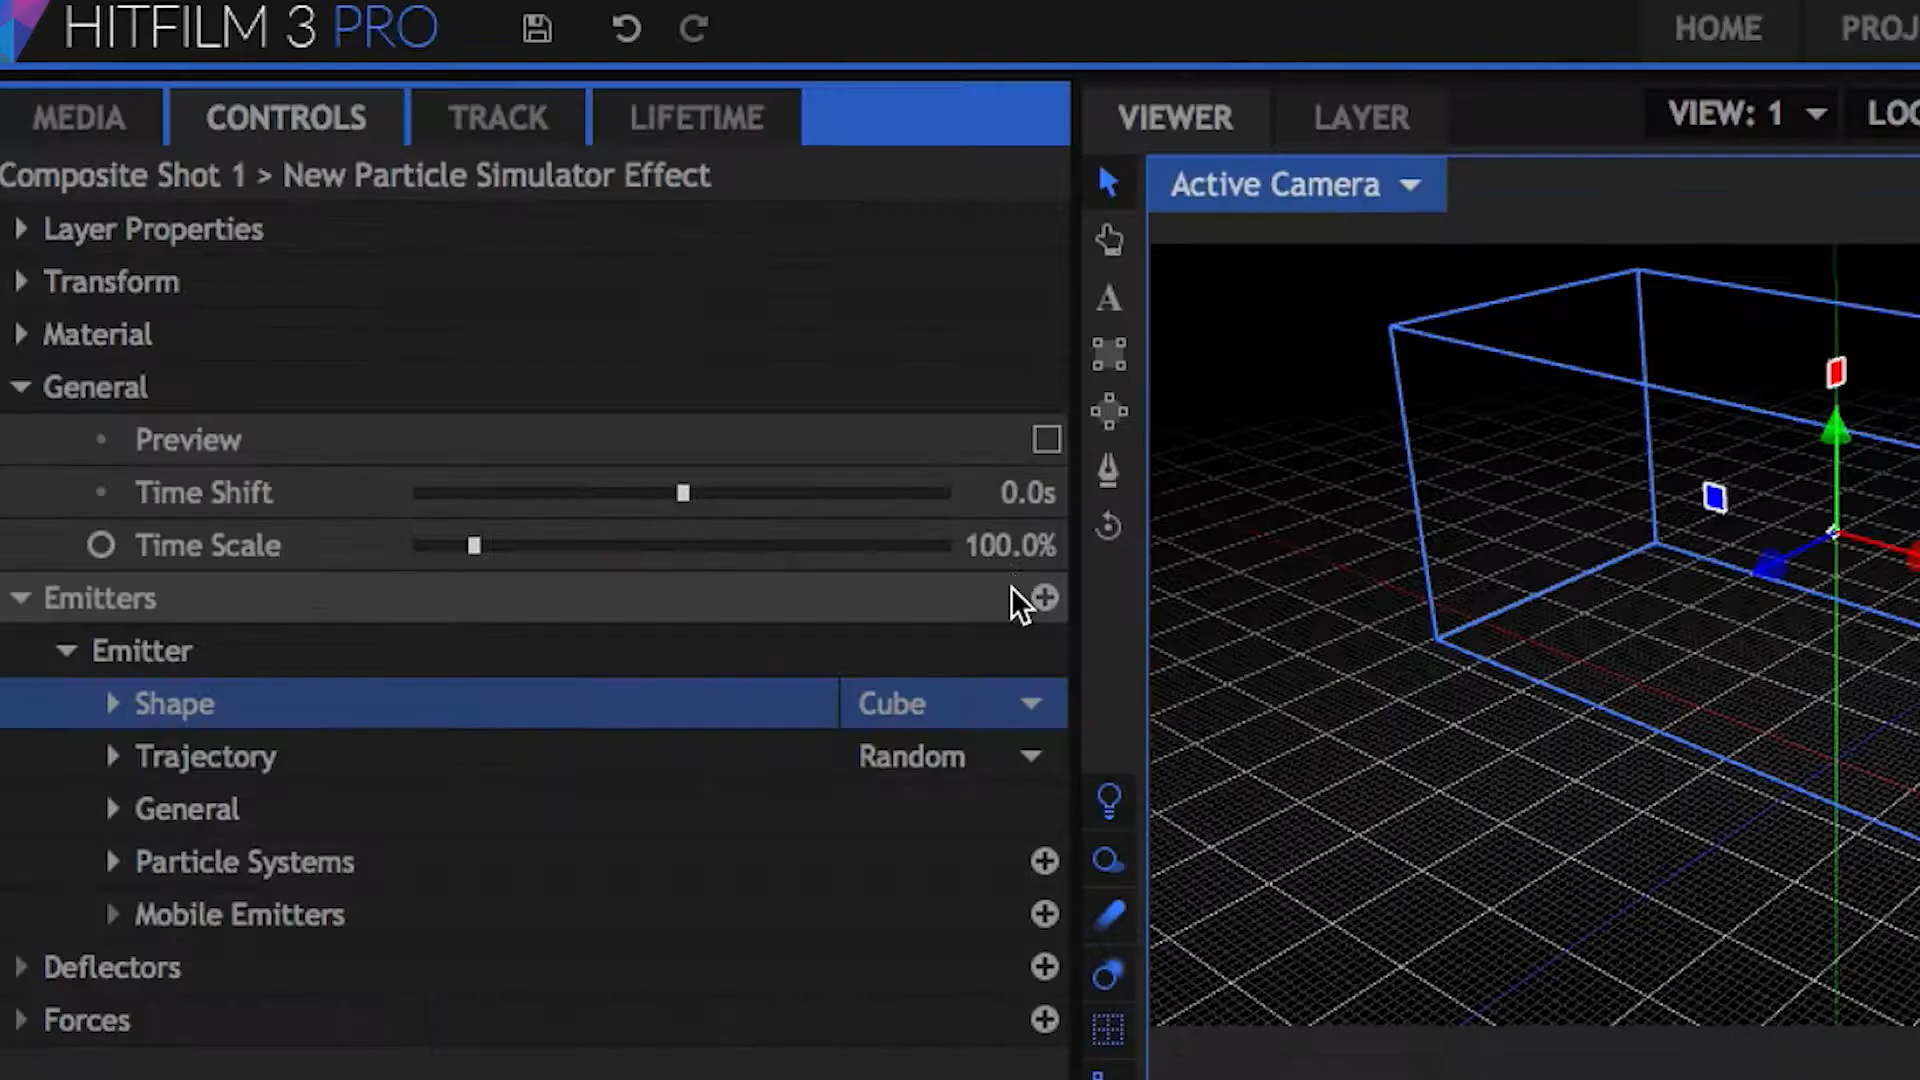 HITFILM 3 PRO
HOME
PROJ
MEDIA
CONTROLS
TRACK
LIFETIME
VIEWER
LAYER
VIEW: 1
LOC
Composite Shot 1 > New Particle Simulator Effect
Active Camera
Layer Properties
Transform
Material
General
Preview
Time Shift
0.0s
Time Scale
100.0%
Emitters
Emitter
Shape
Cube
Trajectory
Random
General
Particle Systems
Mobile Emitters
Deflectors
Forces
A